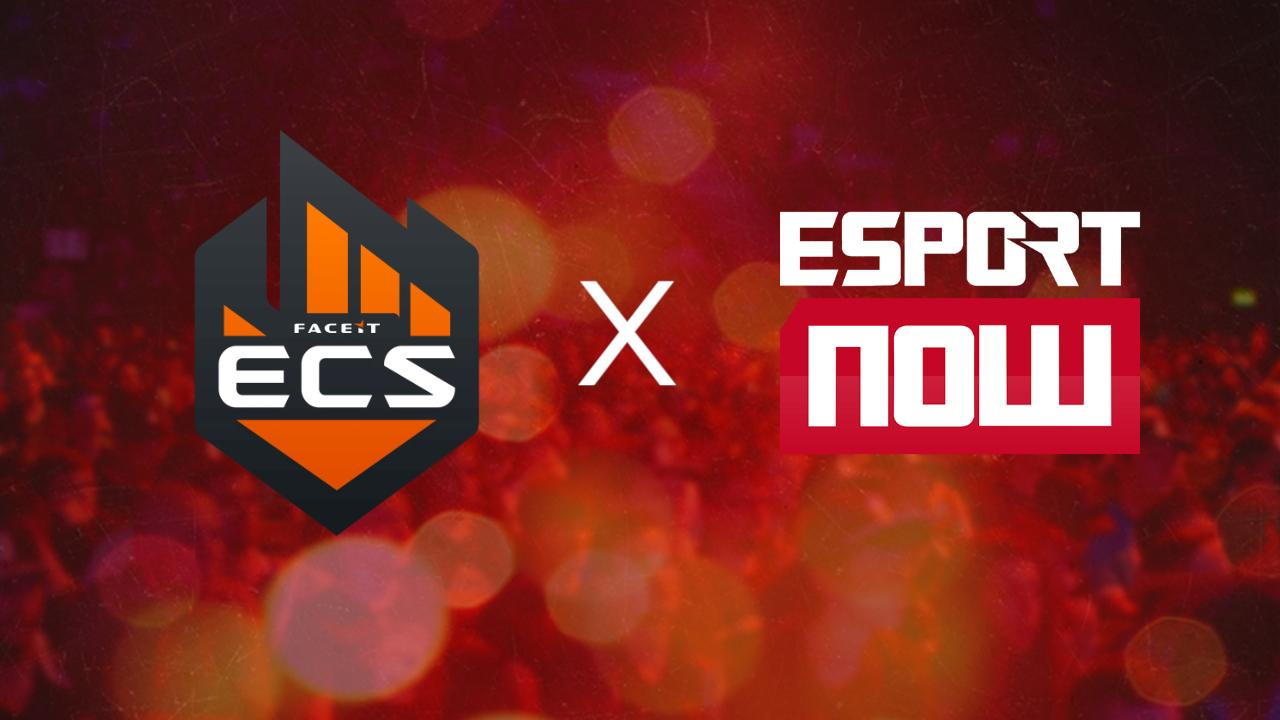 FACEIT
ECS
X
ESPORT
NOW